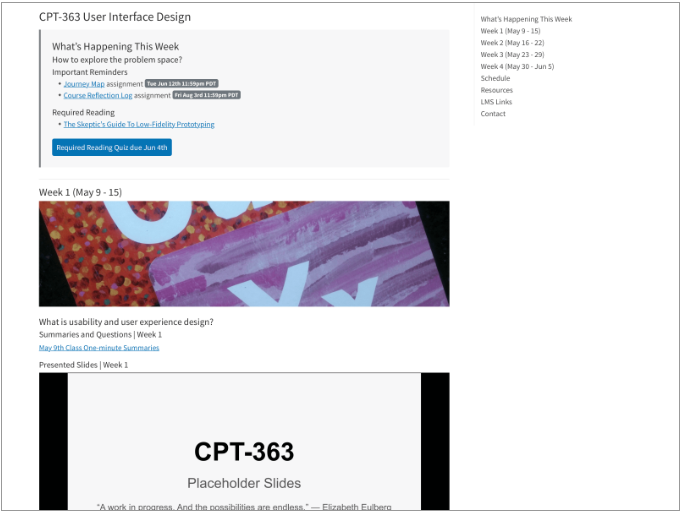 CPT-363 User Interface Design
What's Happening This Week
How to explore the problem space?
Important Reminders
• Journey Map assignment Tue Jun 12th 11:59pm PDT
• Course Reflection Log assignment Fri Aug 3rd 11:59pm PDT
Required Reading
• The Skeptic's Guide To Low-Fidelity Prototyping
Required Reading Quiz due Jun 4th
Week 1 (May 9 - 15)
What is usability and user experience design?
Summaries and Questions | Week 1
May 9th Class One-minute Summaries
Presented Slides | Week 1
CPT-363
Placeholder Slides
"A work in progress. And the possibilities are endless." — Elizabeth Eulberg
What's Happening This Week
Week 1 (May 9 - 15)
Week 2 (May 16 - 22)
Week 3 (May 23 - 29)
Week 4 (May 30 - Jun 5)
Schedule
Resources
LMS Links
Contact